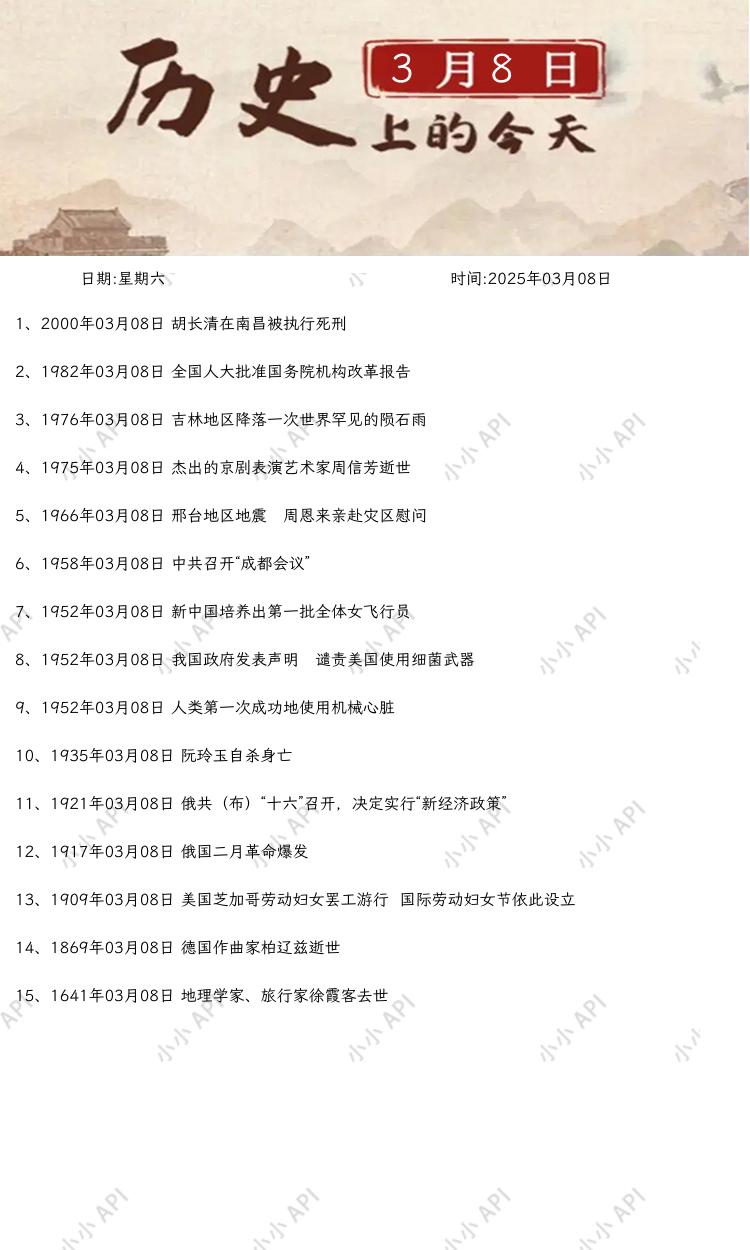 历史
3月8日
上的今天
日期:星期六 时间:2025年03月08日
1、2000年03月08日 胡长清在南昌被执行死刑
2、1982年03月08日 全国人大批准国务院机构改革报告
3、1976年03月08日 吉林地区降落一次世界罕见的陨石雨
4、1975年03月08日 杰出的京剧表演艺术家周信芳逝世
5、1966年03月08日 邢台地区地震　周恩来亲赴灾区慰问
6、1958年03月08日 中共召开“成都会议”
7、1952年03月08日 新中国培养出第一批全体女飞行员
8、1952年03月08日 我国政府发表声明　谴责美国使用细菌武器
9、1952年03月08日 人类第一次成功地使用机械心脏
10、1935年03月08日 阮玲玉自杀身亡
11、1921年03月08日 俄共（布）“十六”召开，决定实行“新经济政策”
12、1917年03月08日 俄国二月革命爆发
13、1909年03月08日 美国芝加哥劳动妇女罢工游行 国际劳动妇女节依此设立
14、1869年03月08日 德国作曲家柏辽兹逝世
15、1641年03月08日 地理学家、旅行家徐霞客去世
小小 API